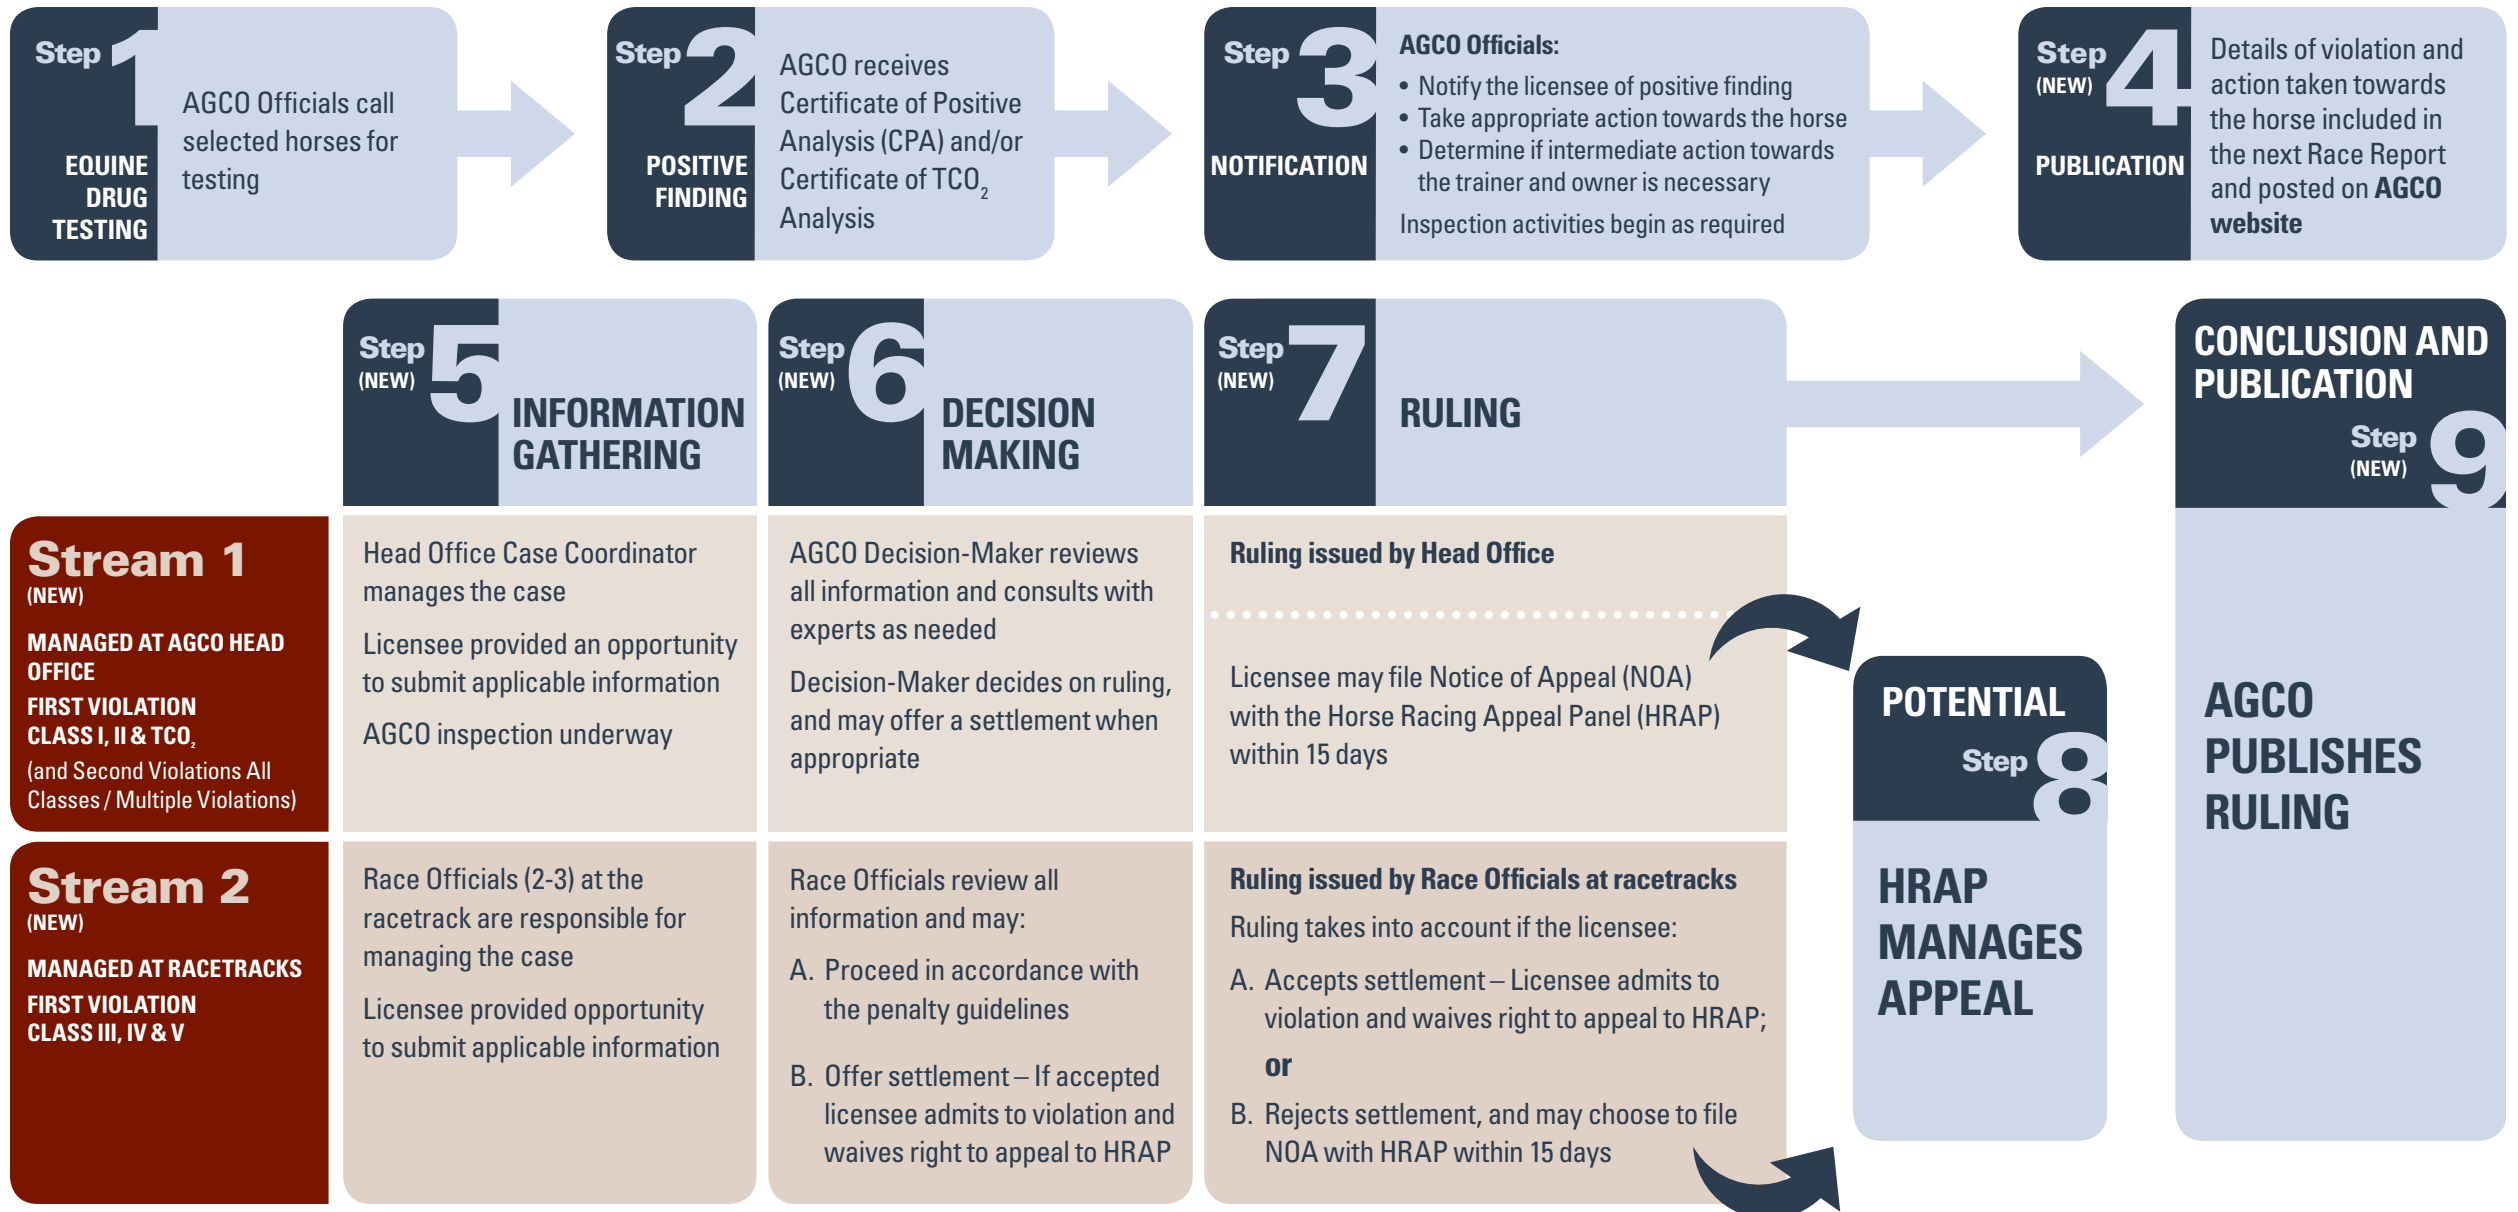 Step 1
EQUINE
DRUG
TESTING
AGCO Officials call
selected horses for
testing
Step 2
POSITIVE
FINDING
AGCO receives
Certificate of Positive
Analysis (CPA) and/or
Certificate of TCO₂
Analysis
Step 3
NOTIFICATION
AGCO Officials:
• Notify the licensee of positive finding
• Take appropriate action towards the horse
• Determine if intermediate action towards
the trainer and owner is necessary
Inspection activities begin as required
Step 4
(NEW)
PUBLICATION
Details of violation and
action taken towards
the horse included in
the next Race Report
and posted on AGCO
website
Step 5
(NEW)
INFORMATION
GATHERING
Step 6
(NEW)
DECISION
MAKING
Step 7
(NEW)
RULING
CONCLUSION AND
PUBLICATION
Step 9
(NEW)
AGCO
PUBLISHES
RULING
Stream 1
(NEW)
MANAGED AT AGCO HEAD
OFFICE
FIRST VIOLATION
CLASS I, II & TCO₂
(and Second Violations All
Classes / Multiple Violations)
Head Office Case Coordinator
manages the case
Licensee provided an opportunity
to submit applicable information
AGCO inspection underway
AGCO Decision-Maker reviews
all information and consults with
experts as needed
Decision-Maker decides on ruling,
and may offer a settlement when
appropriate
Ruling issued by Head Office
Licensee may file Notice of Appeal (NOA)
with the Horse Racing Appeal Panel (HRAP)
within 15 days
POTENTIAL
Step 8
HRAP
MANAGES
APPEAL
Stream 2
(NEW)
MANAGED AT RACETRACKS
FIRST VIOLATION
CLASS III, IV & V
Race Officials (2-3) at the
racetrack are responsible for
managing the case
Licensee provided opportunity
to submit applicable information
Race Officials review all
information and may:
A. Proceed in accordance with
the penalty guidelines
B. Offer settlement – If accepted
licensee admits to violation and
waives right to appeal to HRAP
Ruling issued by Race Officials at racetracks
Ruling takes into account if the licensee:
A. Accepts settlement – Licensee admits to
violation and waives right to appeal to HRAP;
or
B. Rejects settlement, and may choose to file
NOA with HRAP within 15 days